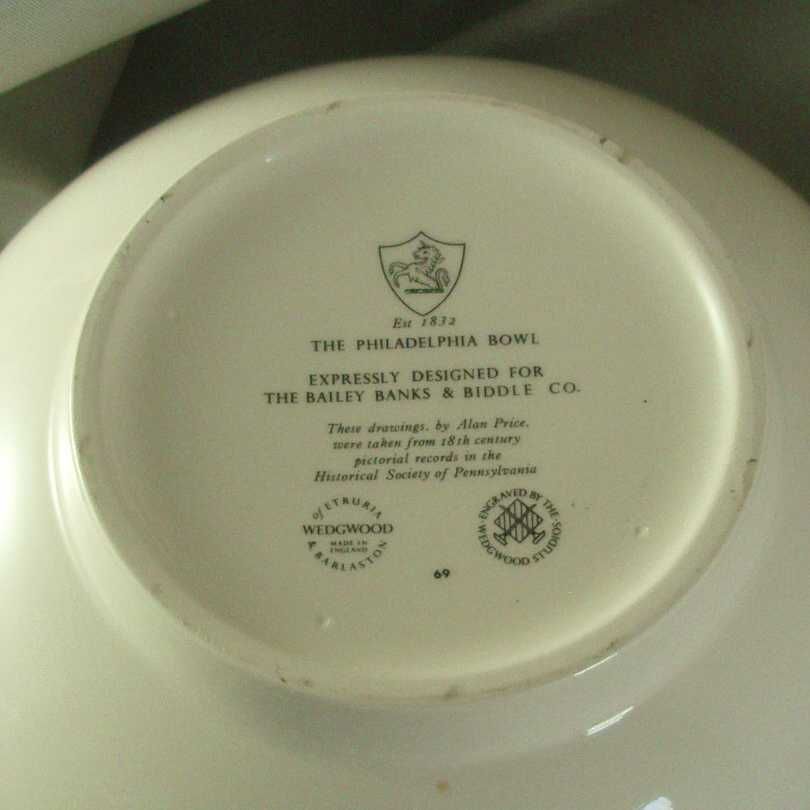 Est 1832
THE PHILADELPHIA BOWL
EXPRESSLY DESIGNED FOR
THE BAILEY BANKS & BIDDLE CO.
These drawings, by Alan Price,
were taken from 18th century
pictorial records in the
Historical Society of Pennsylvania
of ETRURIA
WEDGWOOD
MADE IN
ENGLAND
& BARLASTON
ENGRAVED BY THE
WEDGWOOD STUDIOS
69